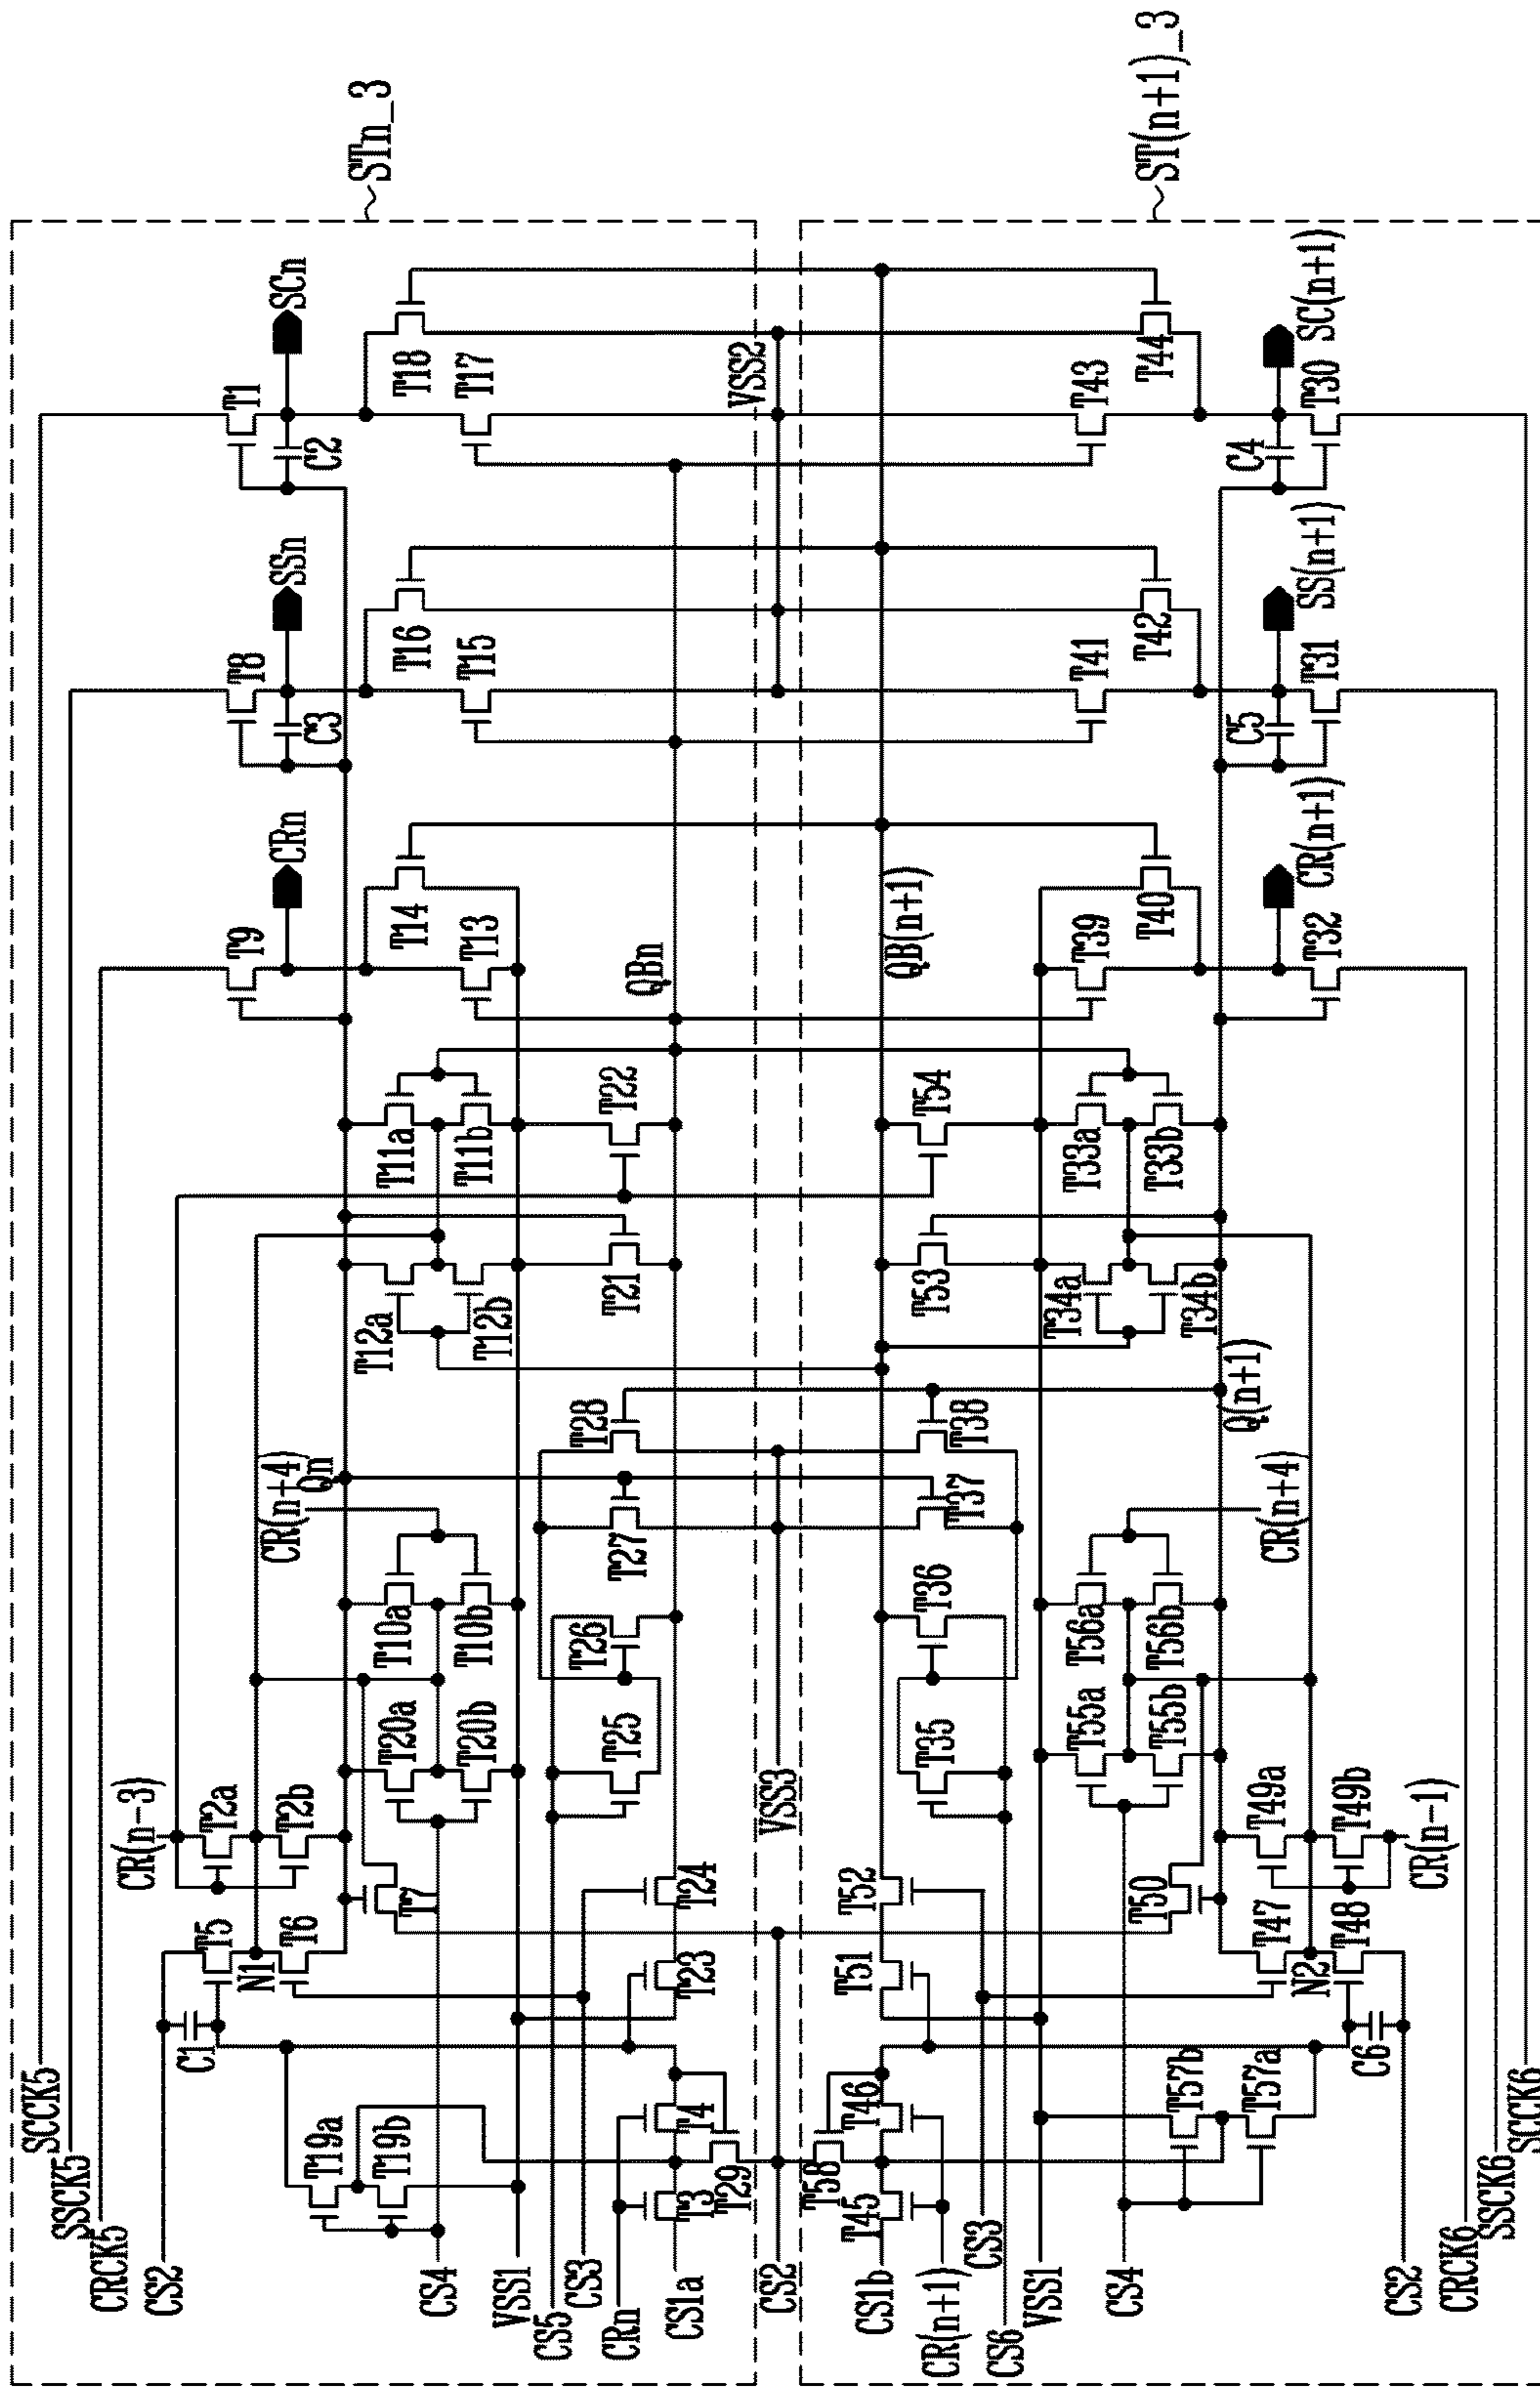 STn_3
ST(n+1)_3
SCn
SSn
CRn
T1
C2
T18
T17
VSS2
T43
T44
C4
T30
SC(n+1)
T8
C3
T16
T15
T41
T42
C5
T31
SS(n+1)
T9
T14
T13
QBn
QB(n+1)
T39
T40
T32
CR(n+1)
T11a
T11b
T22
T54
T33a
T33b
T12a
T12b
T21
T53
T34a
T34b
T28
T38
Q(n+1)
CR(n+4)
Qn
T27
T37
CR(n+4)
T10a
T10b
T26
T36
T56a
T56b
T20a
T20b
T25
T35
T55a
T55b
VSS3
CR(n-3)
T2a
T2b
T49a
T49b
CR(n-1)
T7
T24
T52
T50
T5
N1
T6
T23
T51
T47
N2
T48
C1
C6
T19a
T19b
T4
T3
T29
T46
T58
T45
T57b
T57a
SCCK5
SSCK5
CRCK5
CS2
CS4
VSS1
CS5
CS3
CRn
CS1a
CS2
CS1b
CR(n+1)
CS3
CS6
VSS1
CS4
CS2
CRCK6
SSCK6
SCCK6